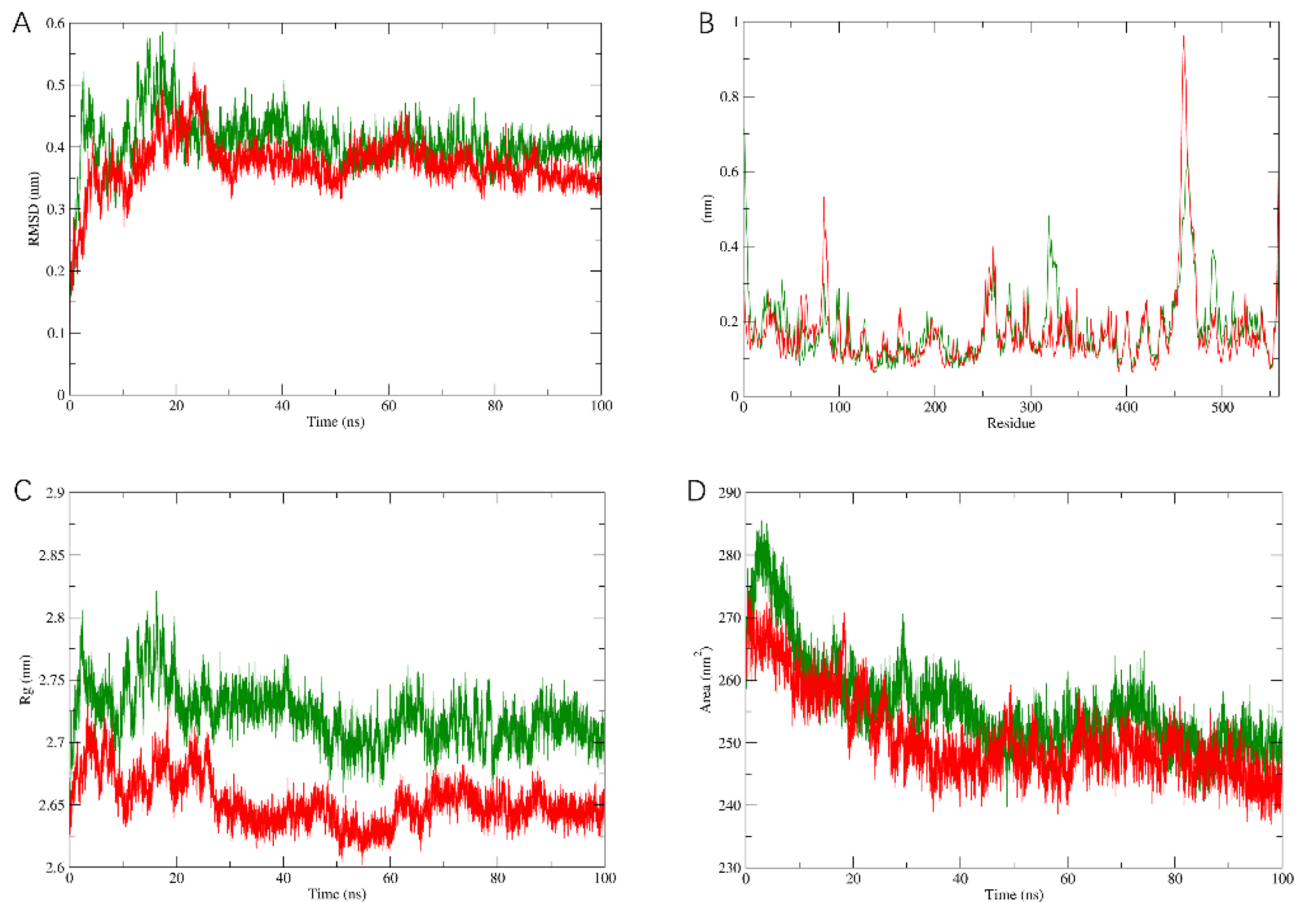 A
0.6
0.5
0.4
0.3
0.2
0.1
0
RMSD (nm)
0 20 40 60 80 100
Time (ns)
B
1
0.8
0.6
0.4
0.2
0
(nm)
0 100 200 300 400 500
Residue
C
2.9
2.85
2.8
2.75
2.7
2.65
2.6
Rg (nm)
0 20 40 60 80 100
Time (ns)
D
290
280
270
260
250
240
230
Area (nm²)
0 20 40 60 80 100
Time (ns)